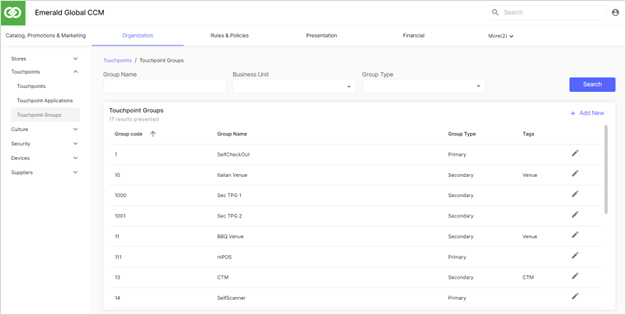 Emerald Global CCM
Search
Catalog, Promotions & Marketing Organization Rules & Policies Presentation Financial More(2)
Stores
Touchpoints
Touchpoints
Touchpoint Applications
Touchpoint Groups
Culture
Security
Devices
Suppliers
Touchpoints / Touchpoint Groups
Group Name Business Unit Group Type
Search
Touchpoint Groups
17 results presented
+ Add New
Group code Group Name Group Type Tags
1 SelfCheckOut Primary
10 Italian Venue Secondary Venue
1000 Sec TPG 1 Secondary
1001 Sec TPG 2 Secondary
11 BBQ Venue Secondary Venue
111 mPOS Primary
13 CTM Secondary CTM
14 SelfScanner Primary